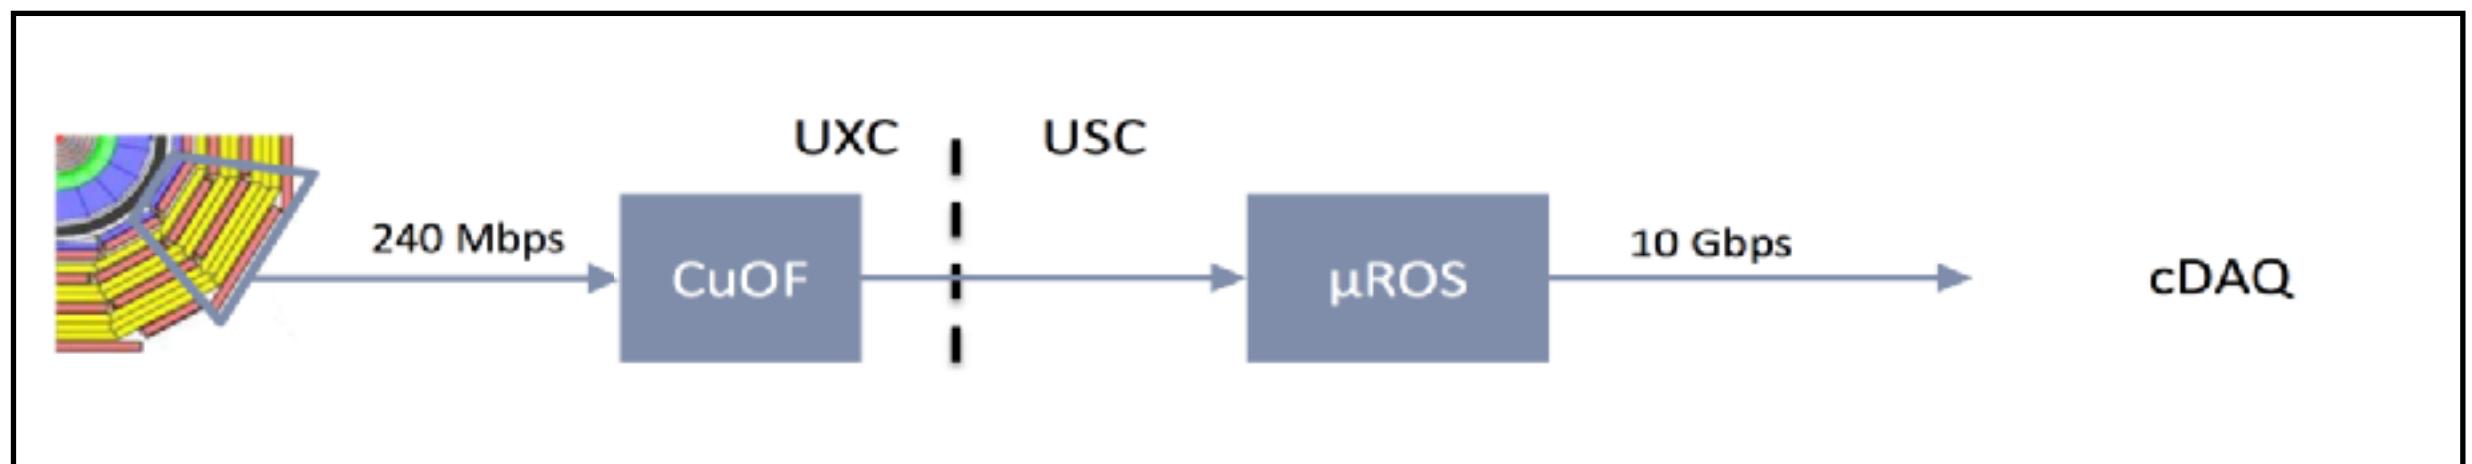 UXC
USC
240 Mbps
CuOF
µROS
10 Gbps
cDAQ